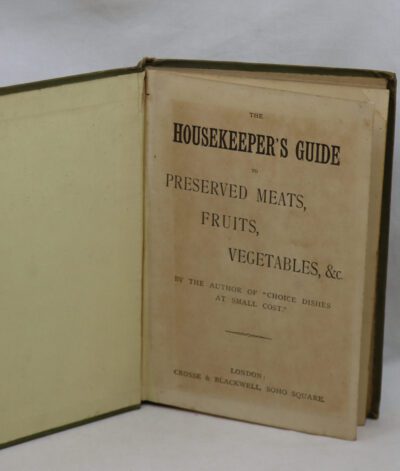 THE
HOUSEKEEPER'S GUIDE
TO
PRESERVED MEATS,
FRUITS,
VEGETABLES, &c.
BY THE AUTHOR OF "CHOICE DISHES
AT SMALL COST."
LONDON:
CROSSE & BLACKWELL, SOHO SQUARE.